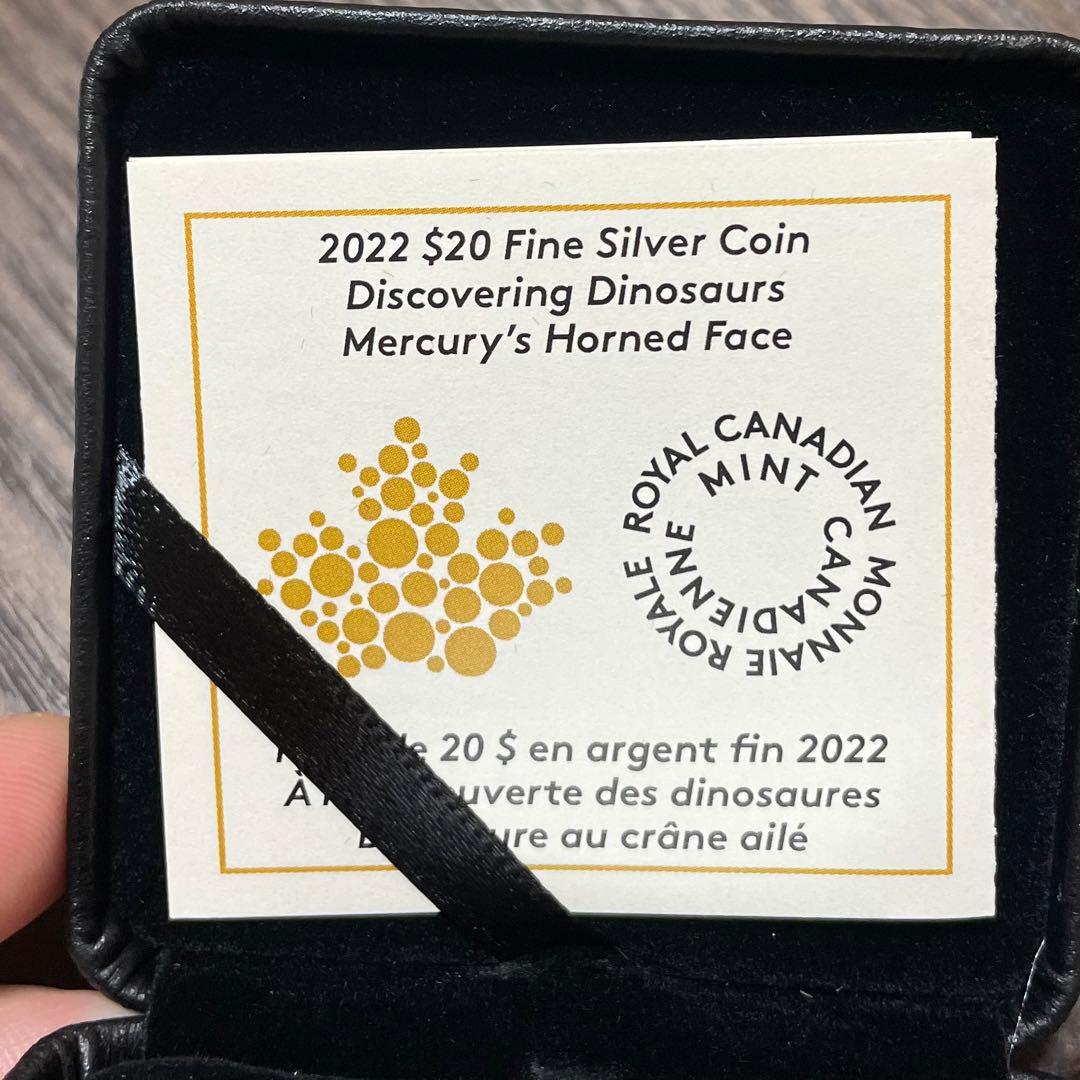 2022 $20 Fine Silver Coin
Discovering Dinosaurs
Mercury's Horned Face
ROYAL CANADIAN MINT
MONNAIE ROYALE CANADIENNE
20 $ en argent fin 2022
À des dinosaures
au crâne ailé